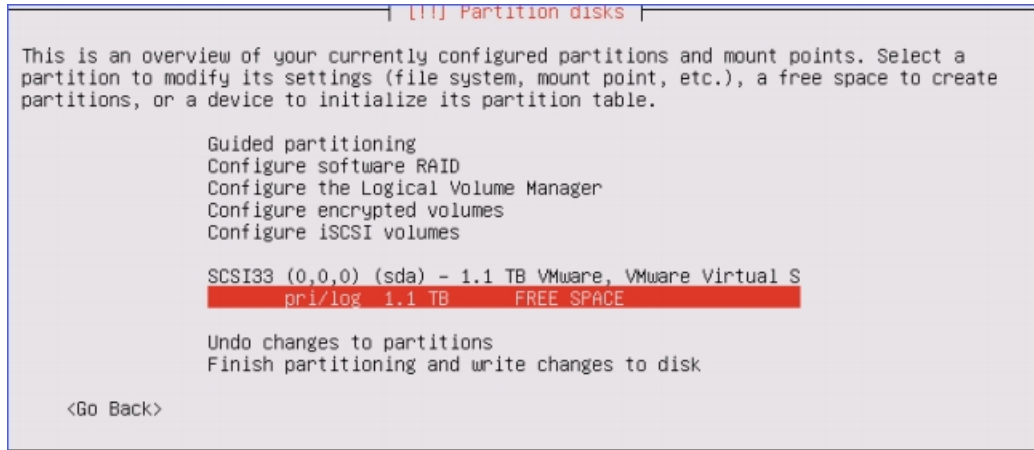 [!!] Partition disks
This is an overview of your currently configured partitions and mount points. Select a
partition to modify its settings (file system, mount point, etc.), a free space to create
partitions, or a device to initialize its partition table.
Guided partitioning
Configure software RAID
Configure the Logical Volume Manager
Configure encrypted volumes
Configure iSCSI volumes
SCSI33 (0,0,0) (sda) - 1.1 TB VMware, VMware Virtual S
pri/log 1.1 TB FREE SPACE
Undo changes to partitions
Finish partitioning and write changes to disk
<Go Back>